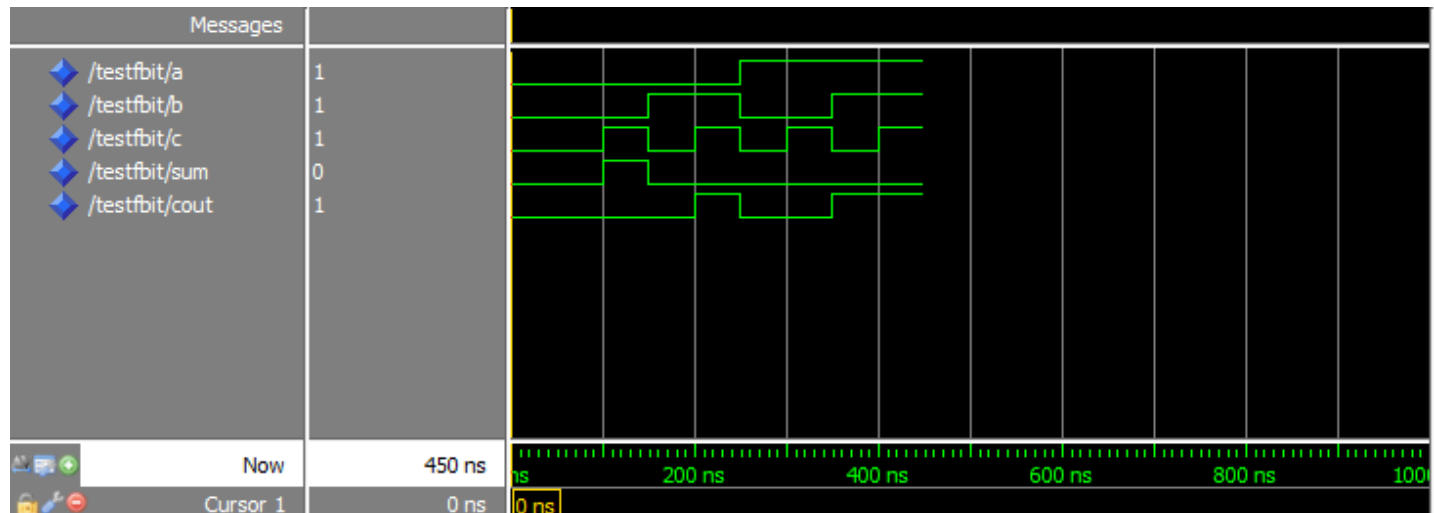 Messages
/testfbit/a 1
/testfbit/b 1
/testfbit/c 1
/testfbit/sum 0
/testfbit/cout 1
Now 450 ns ns 200 ns 400 ns 600 ns 800 ns 100
Cursor 1 0 ns 0 ns